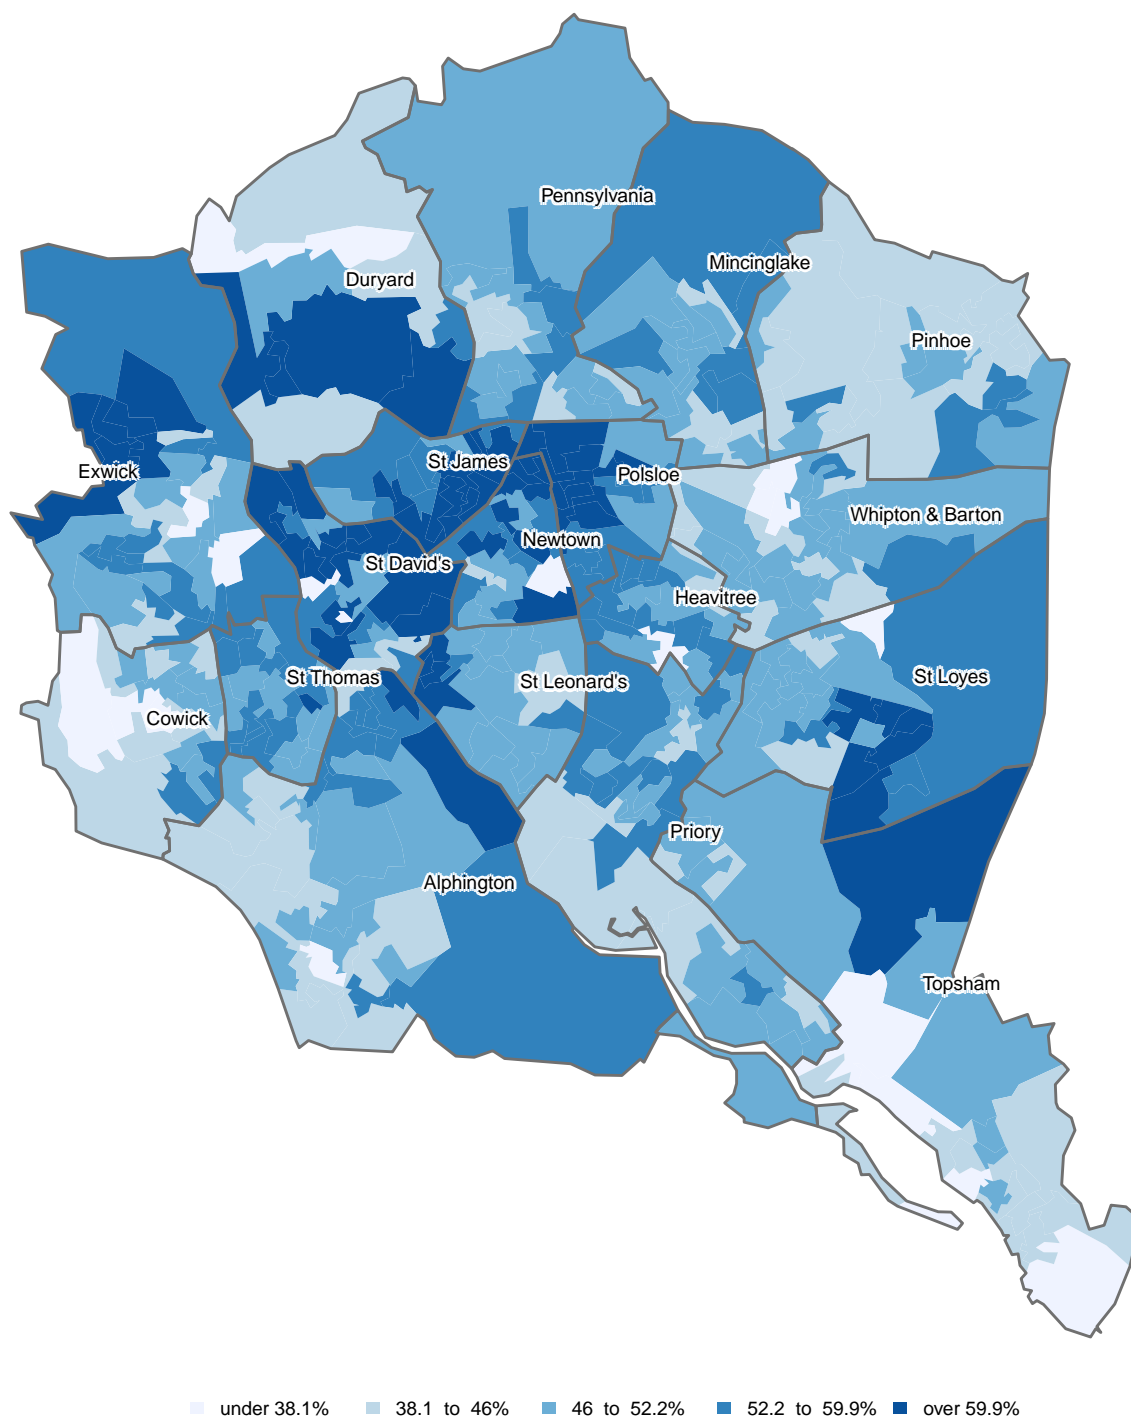 Pennsylvania
Mincinglake
Duryard
Pinhoe
St James
Exwick
Polsloe
Whipton & Barton
Newtown
St David's
Heavitree
St Thomas
St Leonard's
St Loyes
Cowick
Priory
Alphington
Topsham
under 38.1% 38.1 to 46% 46 to 52.2% 52.2 to 59.9% over 59.9%